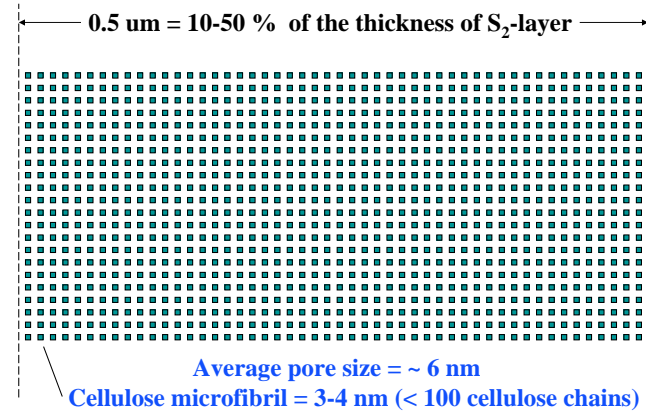 0.5 um = 10-50 % of the thickness of S₂-layer
Average pore size = ~ 6 nm
Cellulose microfibril = 3-4 nm (< 100 cellulose chains)